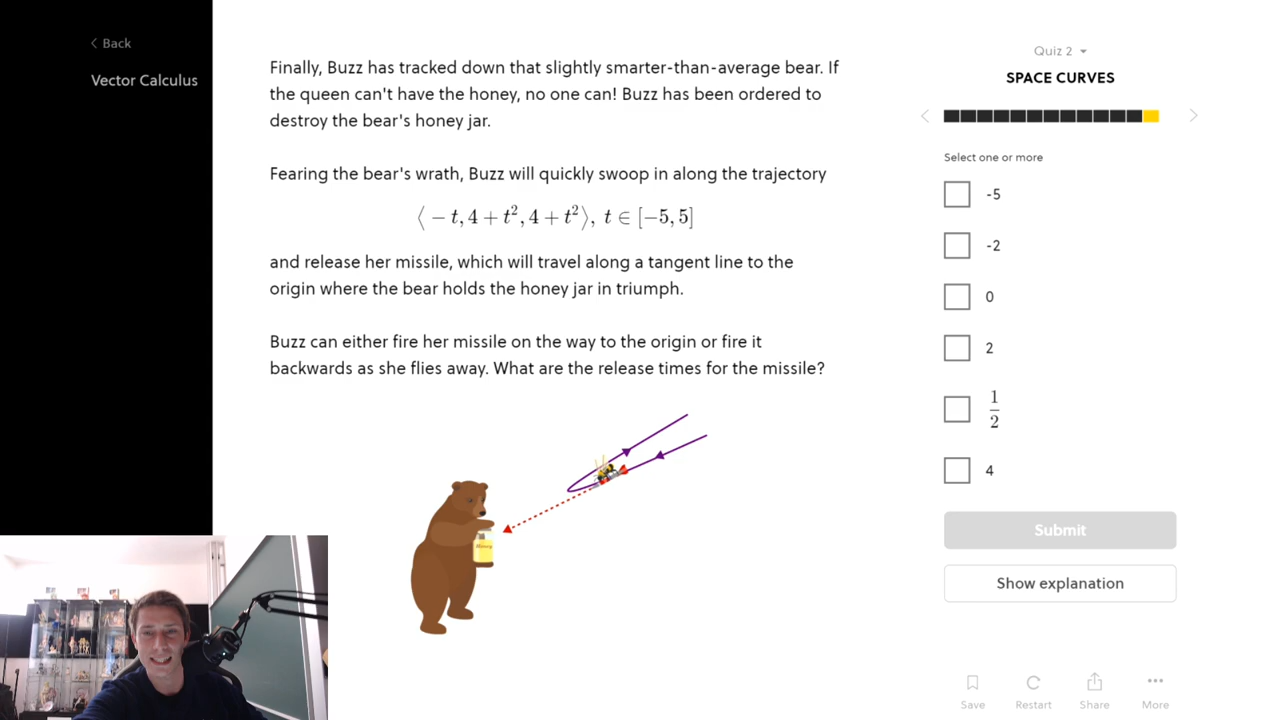 Back
Vector Calculus
Finally, Buzz has tracked down that slightly smarter-than-average bear. If
the queen can't have the honey, no one can! Buzz has been ordered to
destroy the bear's honey jar.
Fearing the bear's wrath, Buzz will quickly swoop in along the trajectory
⟨−t, 4 + t², 4 + t²⟩, t ∈ [−5, 5]
and release her missile, which will travel along a tangent line to the
origin where the bear holds the honey jar in triumph.
Buzz can either fire her missile on the way to the origin or fire it
backwards as she flies away. What are the release times for the missile?
Honey
Quiz 2
SPACE CURVES
Select one or more
-5
-2
0
2
1/2
4
Submit
Show explanation
Save Restart Share More